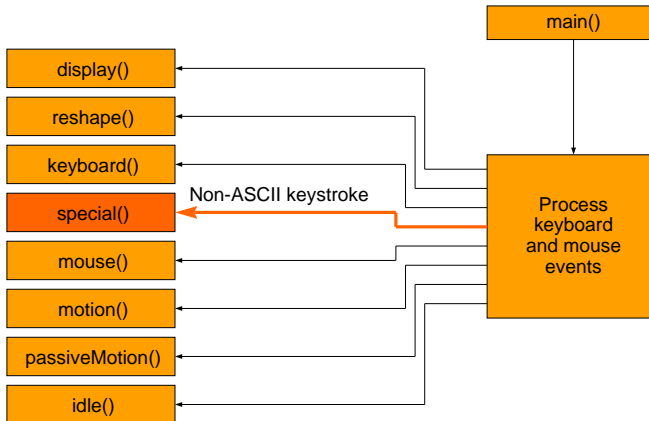 main()
display()
reshape()
keyboard()
Non-ASCII keystroke
special()
Process
keyboard
and mouse
events
mouse()
motion()
passiveMotion()
idle()